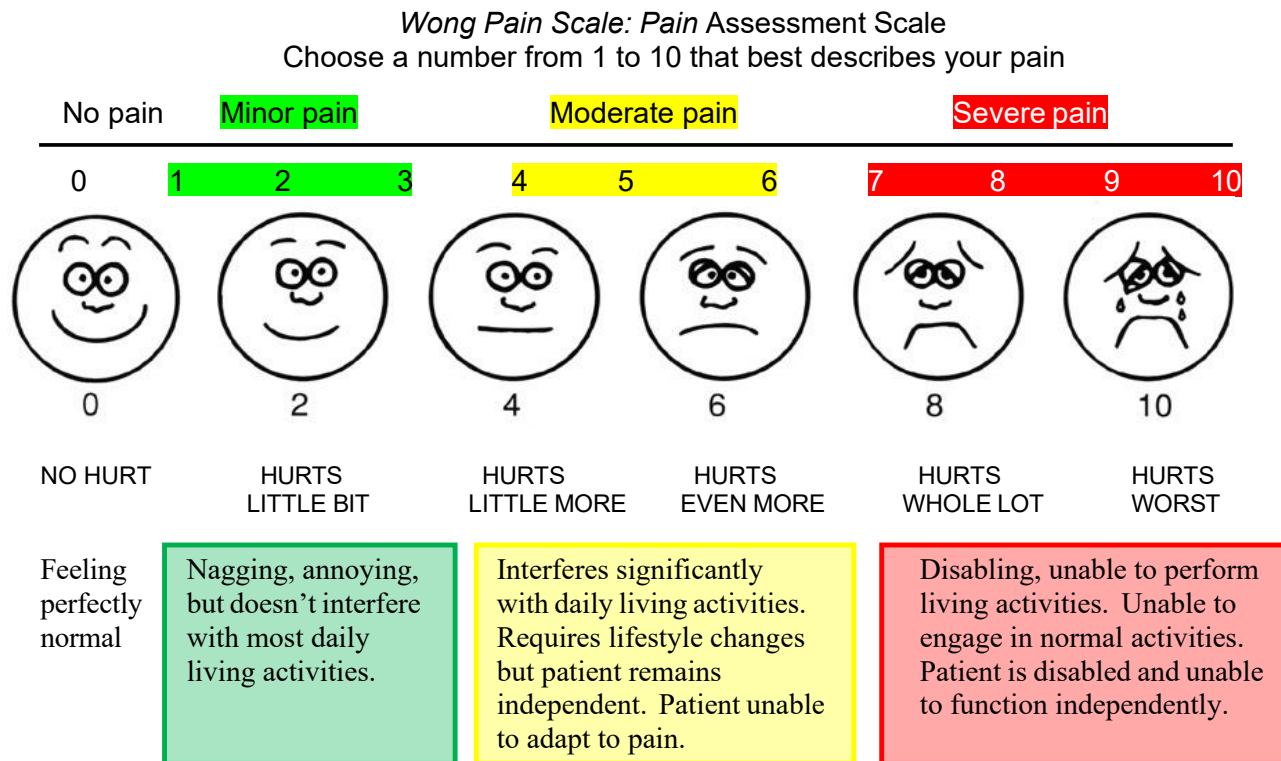 Wong Pain Scale: Pain Assessment Scale
Choose a number from 1 to 10 that best describes your pain
No pain Minor pain Moderate pain Severe pain
0 1 2 3 4 5 6 7 8 9 10
0 2 4 6 8 10
NO HURT HURTS HURTS HURTS HURTS HURTS
LITTLE BIT LITTLE MORE EVEN MORE WHOLE LOT WORST
Feeling
perfectly
normal
Nagging, annoying,
but doesn’t interfere
with most daily
living activities.
Interferes significantly
with daily living activities.
Requires lifestyle changes
but patient remains
independent. Patient unable
to adapt to pain.
Disabling, unable to perform
living activities. Unable to
engage in normal activities.
Patient is disabled and unable
to function independently.